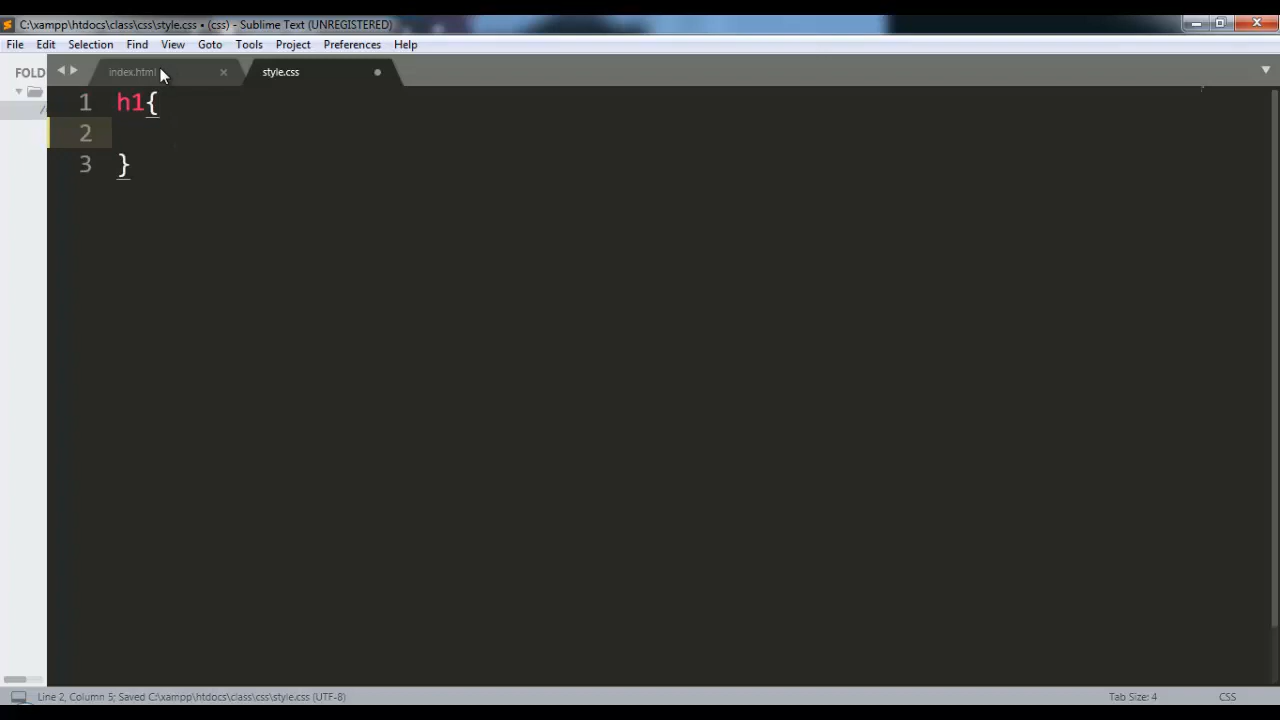 C:\xampp\htdocs\class\css\style.css • (css) - Sublime Text (UNREGISTERED)
File Edit Selection Find View Goto Tools Project Preferences Help
FOLD
index.html
style.css
1 h1{
2
3 }
Line 2, Column 5; Saved C:\xampp\htdocs\class\css\style.css (UTF-8)
Tab Size: 4
CSS